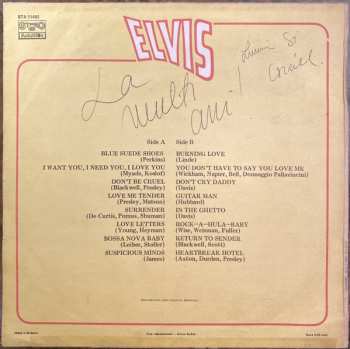 STEREO
ELVIS
La
mulți
ani!
Side A
BLUE SUEDE SHOES
(Perkins)
I WANT YOU, I NEED YOU, I LOVE YOU
(Mysels, Kosloff)
DON'T BE CRUEL
(Blackwell, Presley)
LOVE ME TENDER
(Presley, Matson)
SURRENDER
(De Curtis, Pomus, Shuman)
LOVE LETTERS
(Young, Heyman)
BOSSA NOVA BABY
(Leiber, Stoller)
SUSPICIOUS MINDS
(James)
Side B
BURNING LOVE
(Linde)
YOU DON'T HAVE TO SAY YOU LOVE ME
(Wickham, Napier, Bell, Donnaggio Pallavicini)
DON'T CRY DADDY
(Davis)
GUITAR MAN
(Hubbard)
IN THE GHETTO
(Davis)
ROCK-A-HULA-BABY
(Wise, Weisman, Fuller)
RETURN TO SENDER
(Blackwell, Scott)
HEARTBREAK HOTEL
(Axton, Durden, Presley)